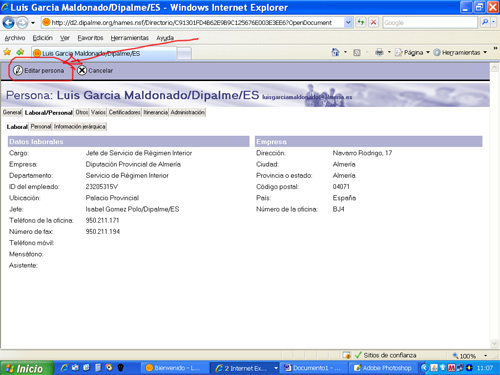 Luis Garcia Maldonado/Dipalme/ES - Windows Internet Explorer
http://d2.dipalme.org/names.nsf/Directorio/C91301FD4B62E9B9C125676E003E3EE6?OpenDocument
Google
Luis Garcia Maldonado/Dipalme/ES
Página
Herramientas
Archivo Edición Ver Favoritos Herramientas Ayuda
Editar persona Cancelar
Persona: Luis Garcia Maldonado/Dipalme/ES
General Laboral/Personal Otros Varios Certificadores Itinerancia Administración
Laboral Personal Información jerárquica
Datos laborales
Cargo: Jefe de Servicio de Régimen Interior
Empresa: Diputación Provincial de Almería
Departamento: Servicio de Régimen Interior
ID del empleado: 23205315V
Ubicación: Palacio Provincial
Jefe: Isabel Gomez Polo/Dipalme/ES
Teléfono de la oficina: 950.211.171
Número de fax: 950.211.194
Teléfono móvil:
Mensáfono:
Asistente:
Empresa
Dirección: Navarro Rodrigo, 17
Ciudad: Almería
Provincia o estado: Almería
Código postal: 04071
País: España
Número de la oficina: BJ4
Sitios de confianza
100%
Inicio
Bienvenido - L...
2 Internet Ex...
Documento1 - ...
Adobe Photoshop
11:07